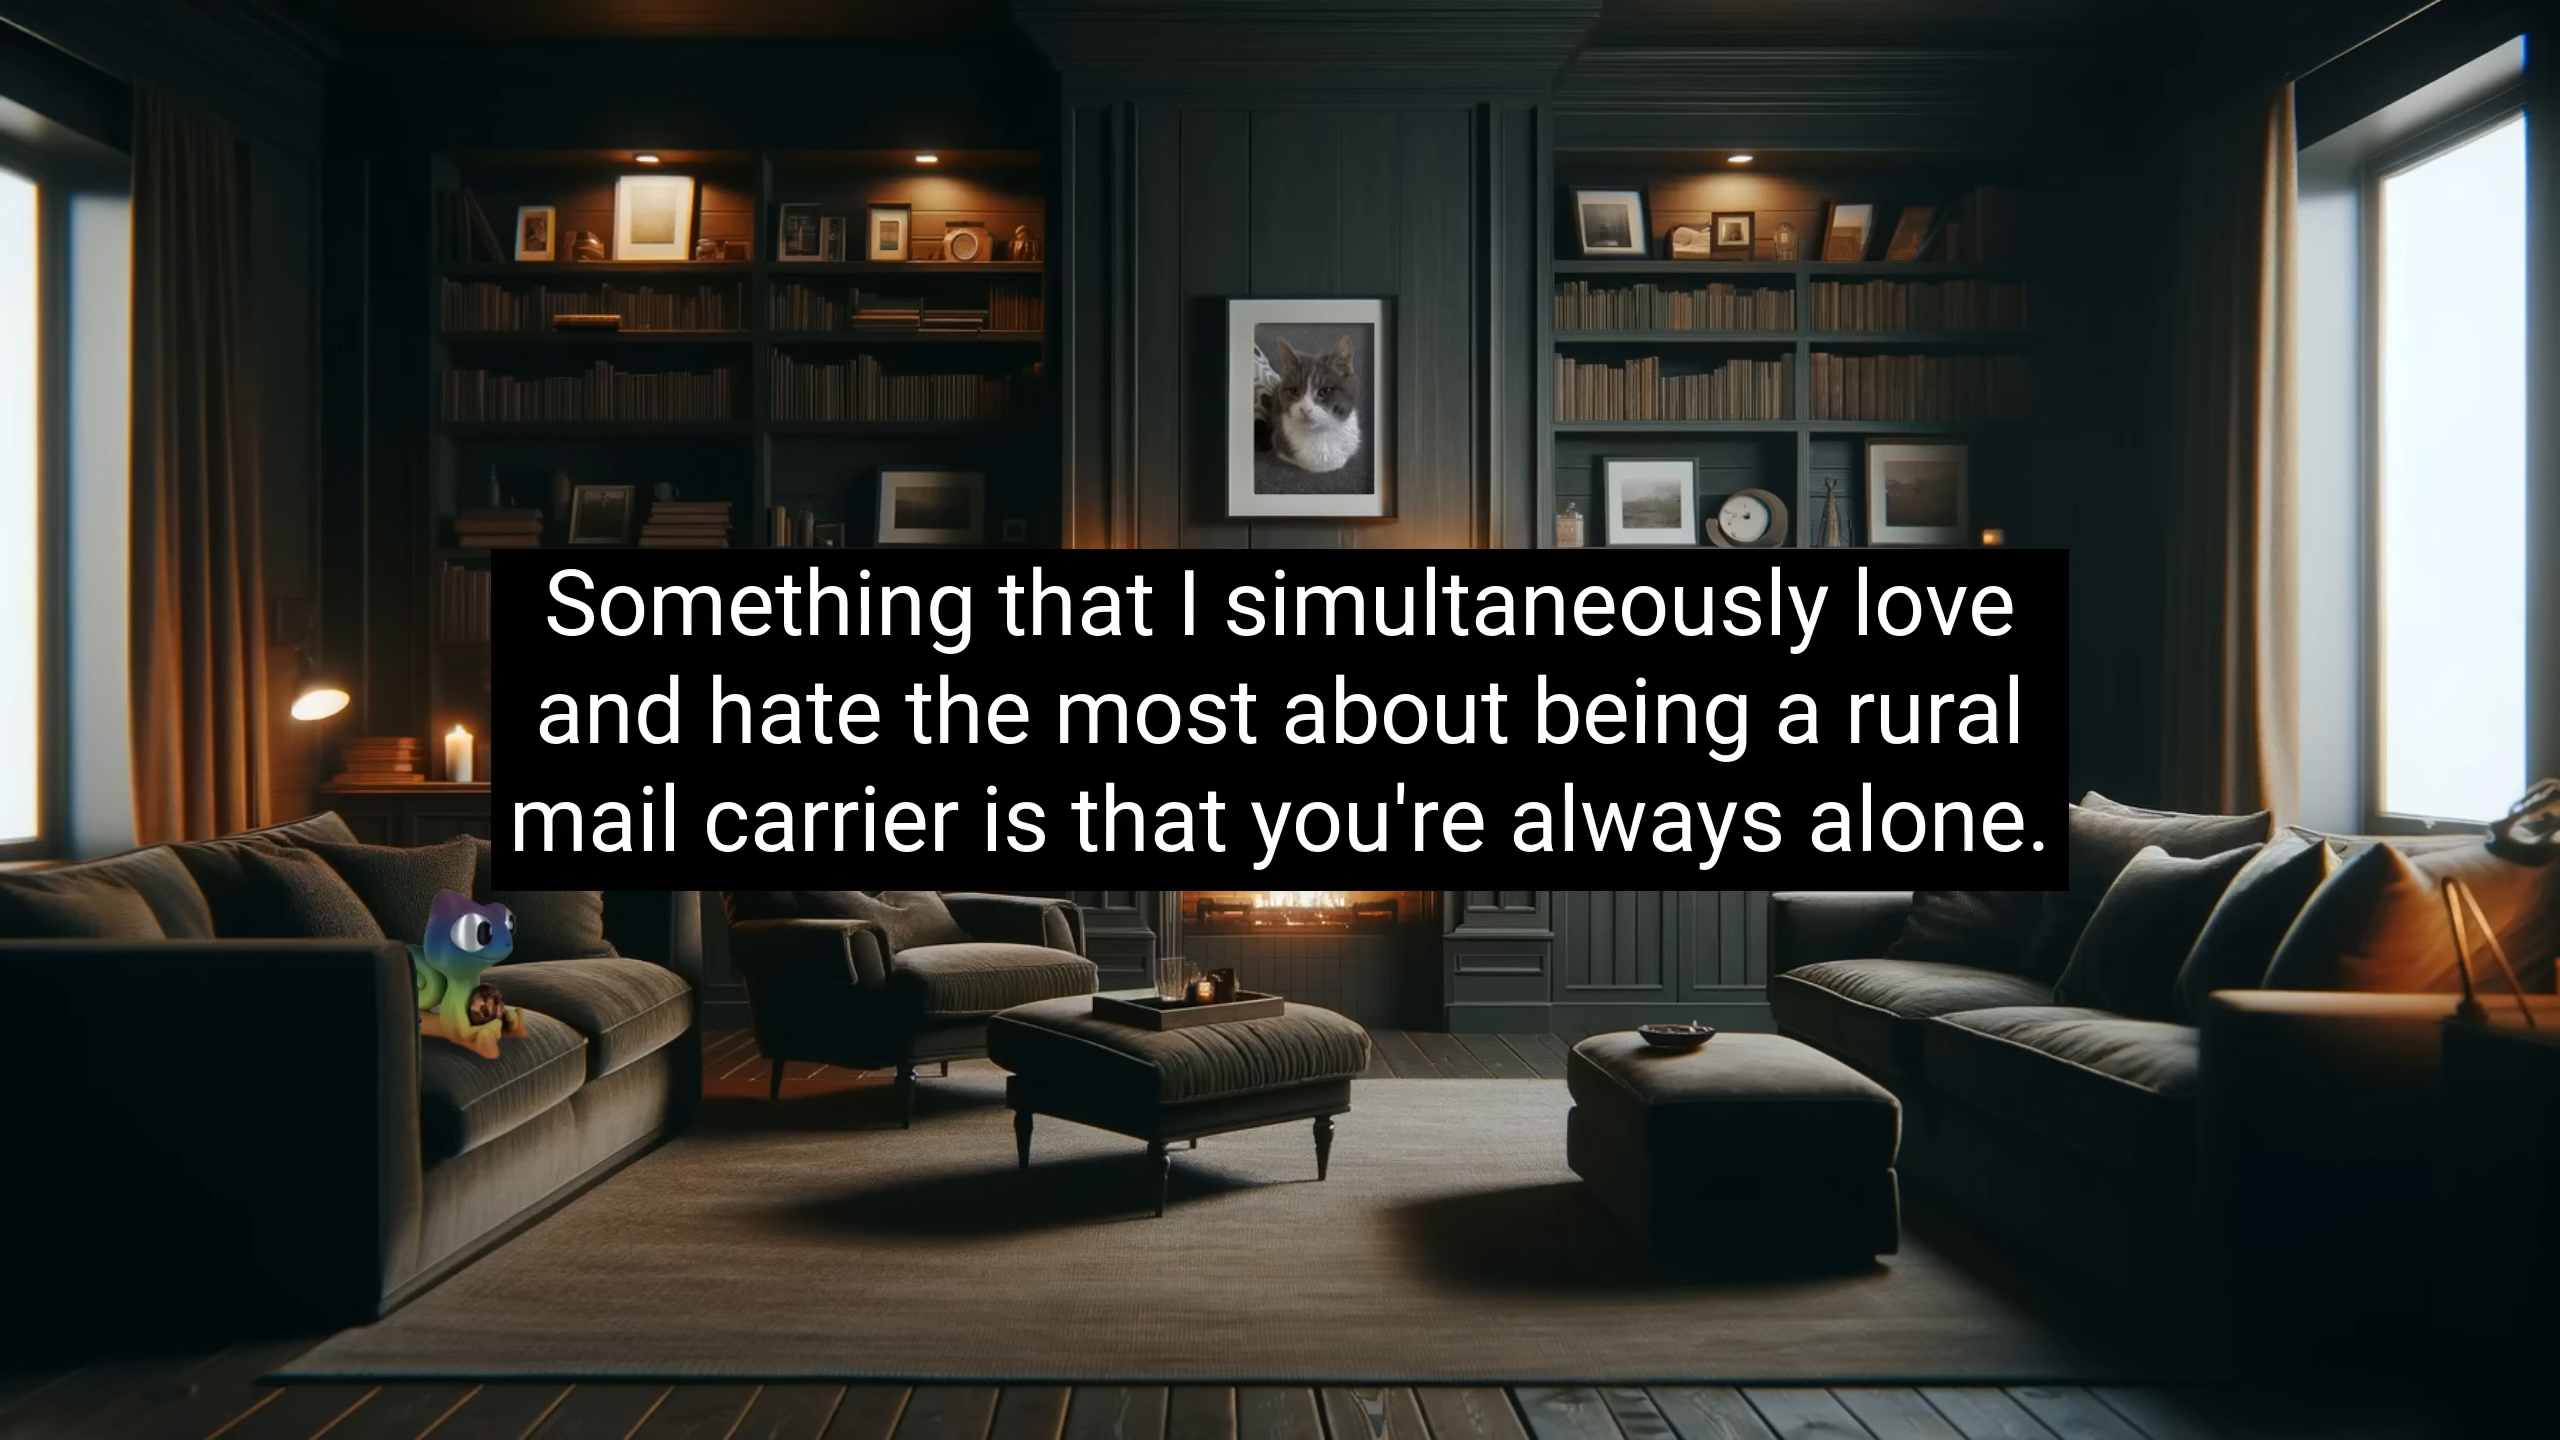 Something that I simultaneously love
and hate the most about being a rural
mail carrier is that you're always alone.